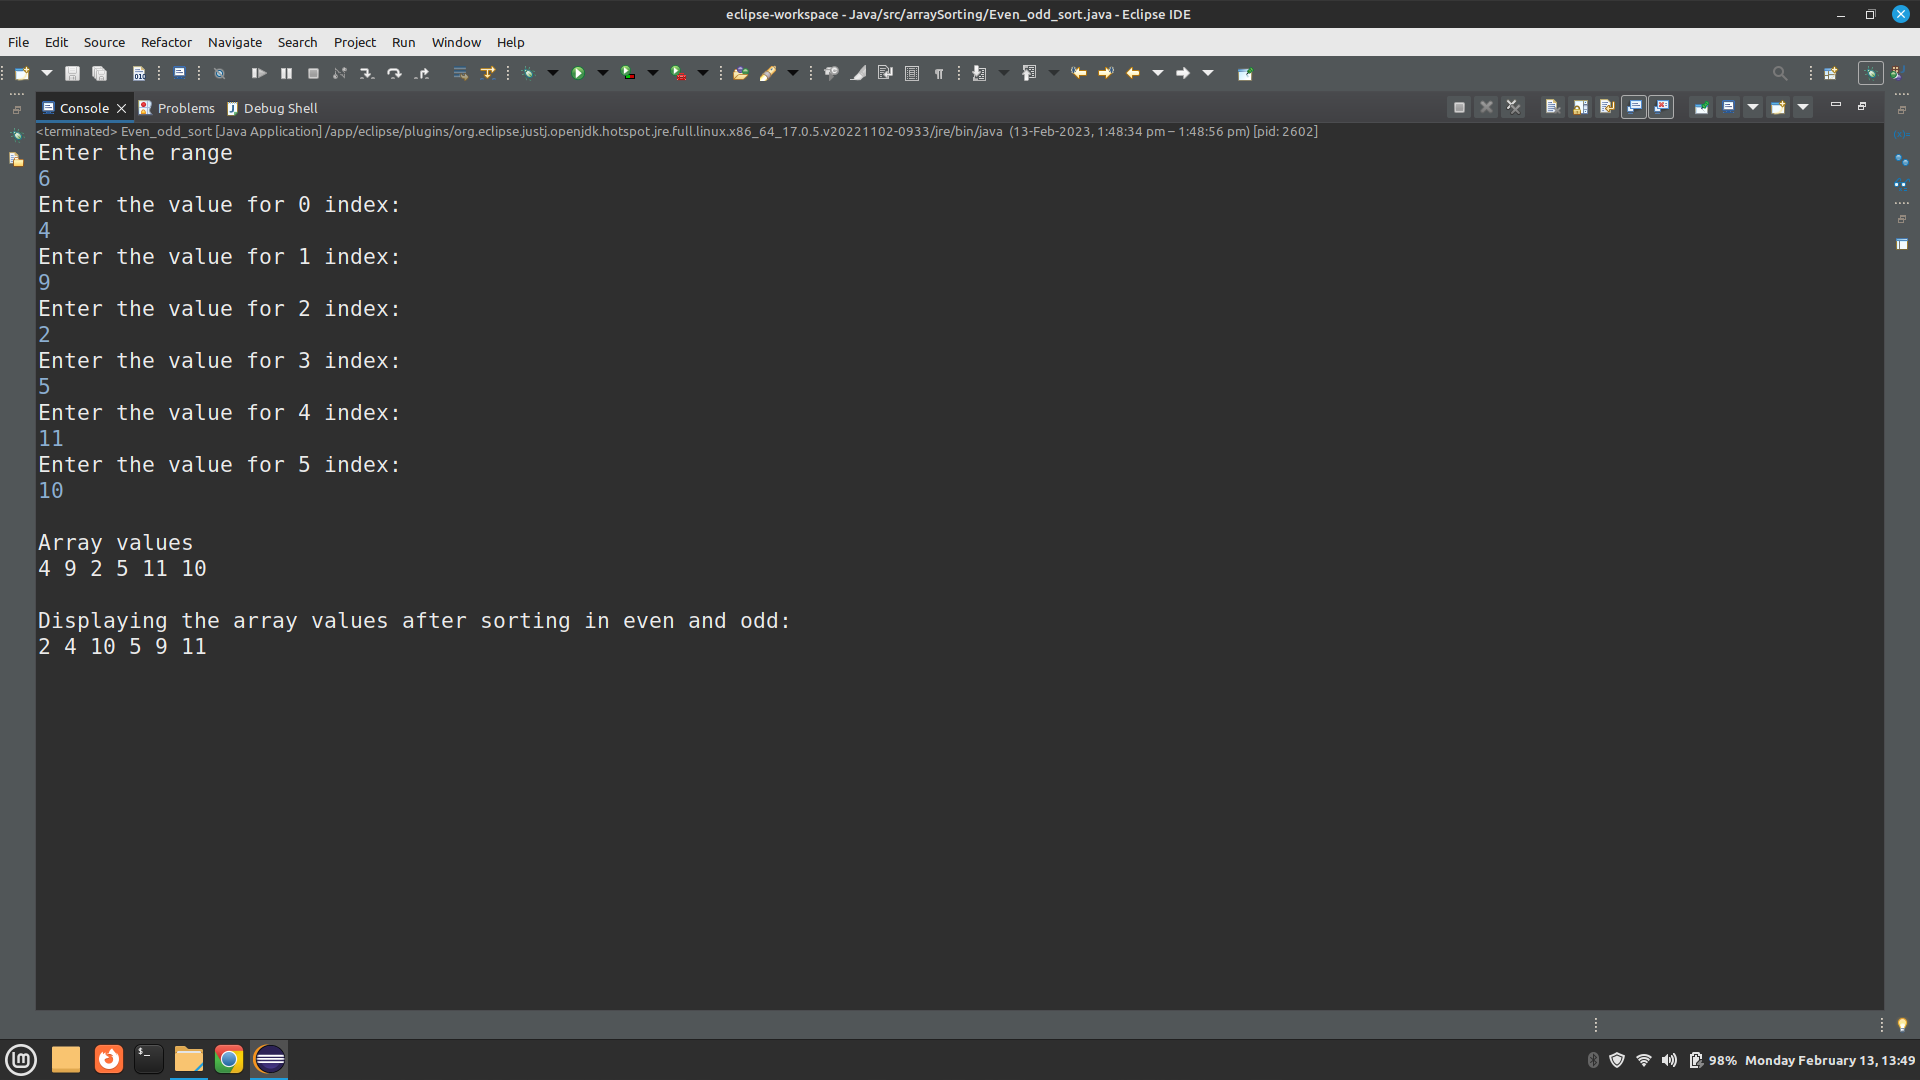 eclipse-workspace - Java/src/arraySorting/Even_odd_sort.java - Eclipse IDE
File Edit Source Refactor Navigate Search Project Run Window Help
Console Problems Debug Shell
<terminated> Even_odd_sort [Java Application] /app/eclipse/plugins/org.eclipse.justj.openjdk.hotspot.jre.full.linux.x86_64_17.0.5.v20221102-0933/jre/bin/java (13-Feb-2023, 1:48:34 pm – 1:48:56 pm) [pid: 2602]
Enter the range
6
Enter the value for 0 index:
4
Enter the value for 1 index:
9
Enter the value for 2 index:
2
Enter the value for 3 index:
5
Enter the value for 4 index:
11
Enter the value for 5 index:
10
Array values
4 9 2 5 11 10
Displaying the array values after sorting in even and odd:
2 4 10 5 9 11
98% Monday February 13, 13:49